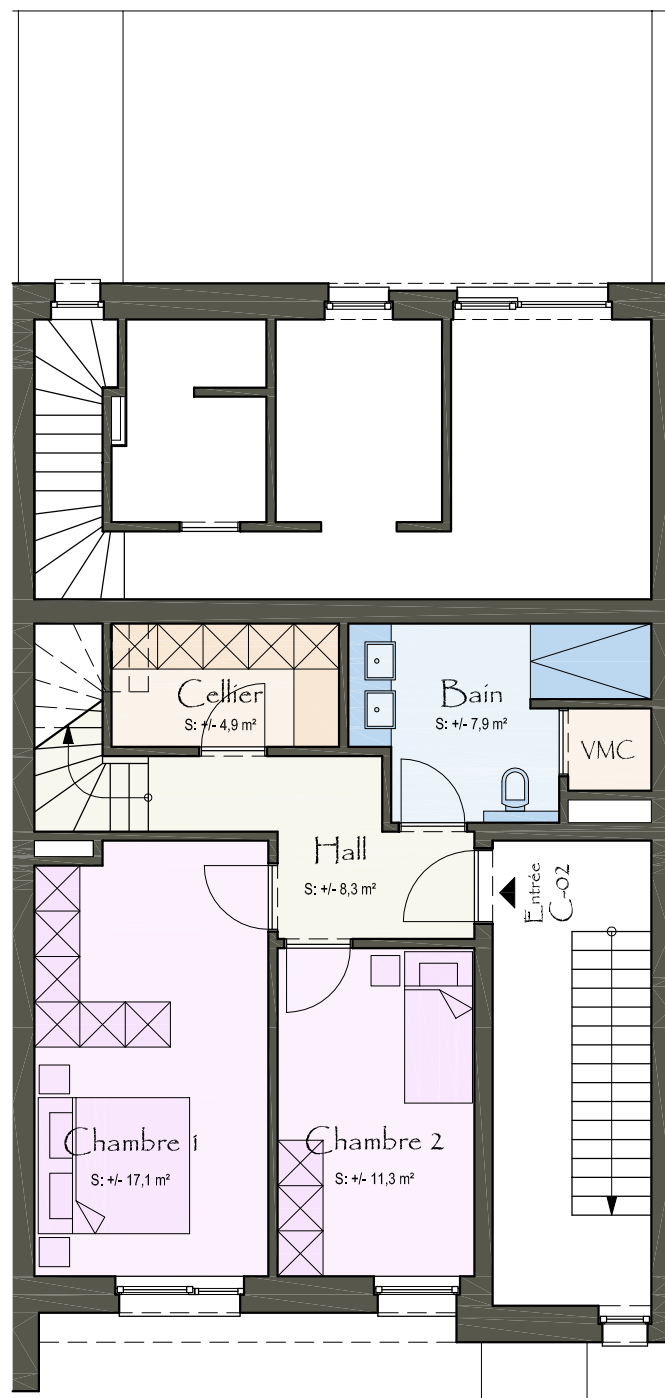 Cellier
S: +/- 4,9 m²
Bain
S: +/- 7,9 m²
VMC
Hall
S: +/- 8,3 m²
Entrée
C-02
Chambre 1
S: +/- 17,1 m²
Chambre 2
S: +/- 11,3 m²